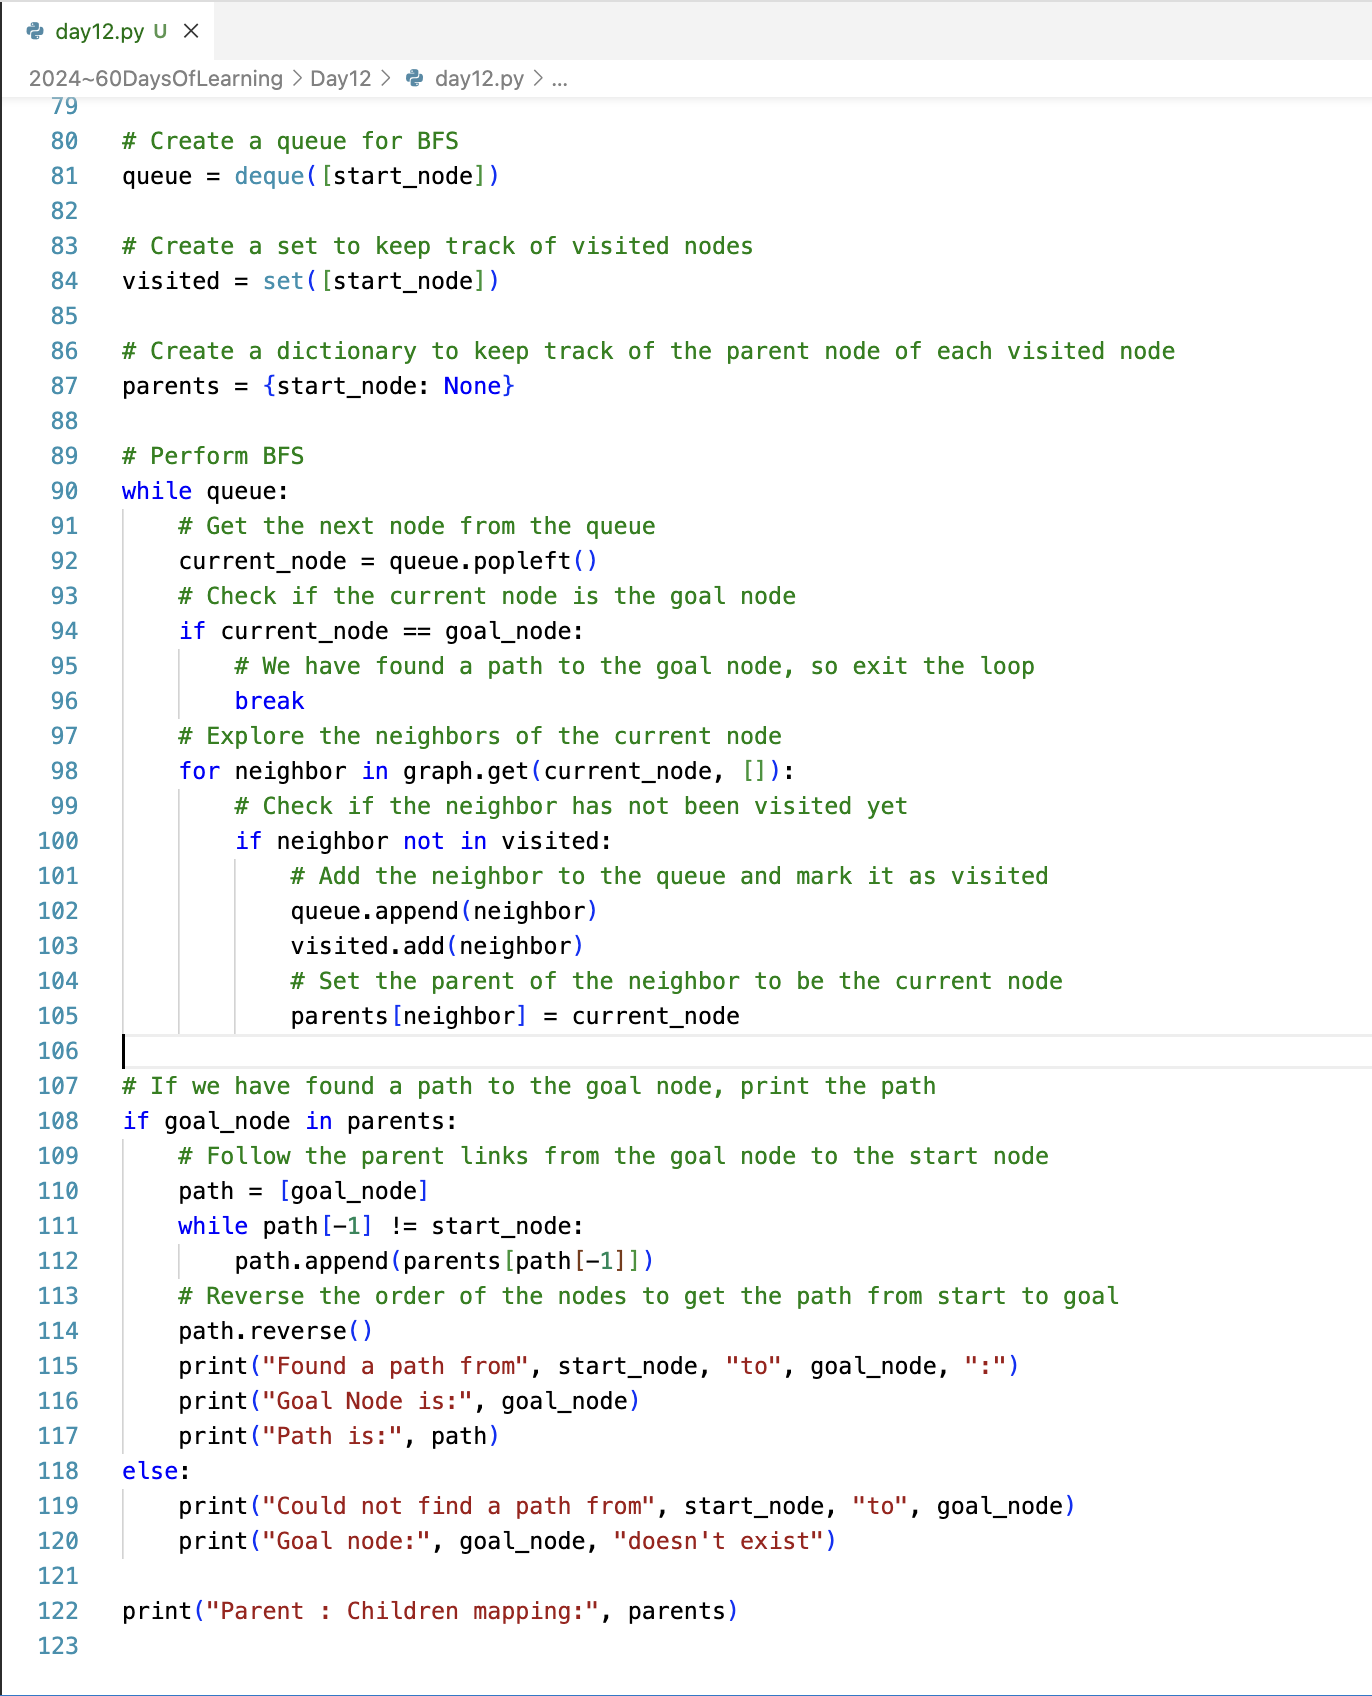 day12.py U
2024~60DaysOfLearning > Day12 > day12.py > ...
79
80 # Create a queue for BFS
81 queue = deque([start_node])
82
83 # Create a set to keep track of visited nodes
84 visited = set([start_node])
85
86 # Create a dictionary to keep track of the parent node of each visited node
87 parents = {start_node: None}
88
89 # Perform BFS
90 while queue:
91     # Get the next node from the queue
92     current_node = queue.popleft()
93     # Check if the current node is the goal node
94     if current_node == goal_node:
95         # We have found a path to the goal node, so exit the loop
96         break
97     # Explore the neighbors of the current node
98     for neighbor in graph.get(current_node, []):
99         # Check if the neighbor has not been visited yet
100         if neighbor not in visited:
101             # Add the neighbor to the queue and mark it as visited
102             queue.append(neighbor)
103             visited.add(neighbor)
104             # Set the parent of the neighbor to be the current node
105             parents[neighbor] = current_node
106
107 # If we have found a path to the goal node, print the path
108 if goal_node in parents:
109     # Follow the parent links from the goal node to the start node
110     path = [goal_node]
111     while path[-1] != start_node:
112         path.append(parents[path[-1]])
113     # Reverse the order of the nodes to get the path from start to goal
114     path.reverse()
115     print("Found a path from", start_node, "to", goal_node, ":")
116     print("Goal Node is:", goal_node)
117     print("Path is:", path)
118 else:
119     print("Could not find a path from", start_node, "to", goal_node)
120     print("Goal node:", goal_node, "doesn't exist")
121
122 print("Parent : Children mapping:", parents)
123